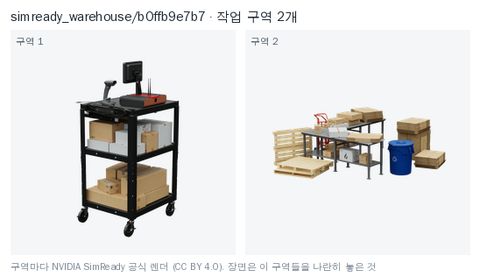 simready_warehouse/b0ffb9e7b7 · 작업 구역 2개
구역 1
구역 2
구역마다 NVIDIA SimReady 공식 렌더 (CC BY 4.0). 장면은 이 구역들을 나란히 놓은 것